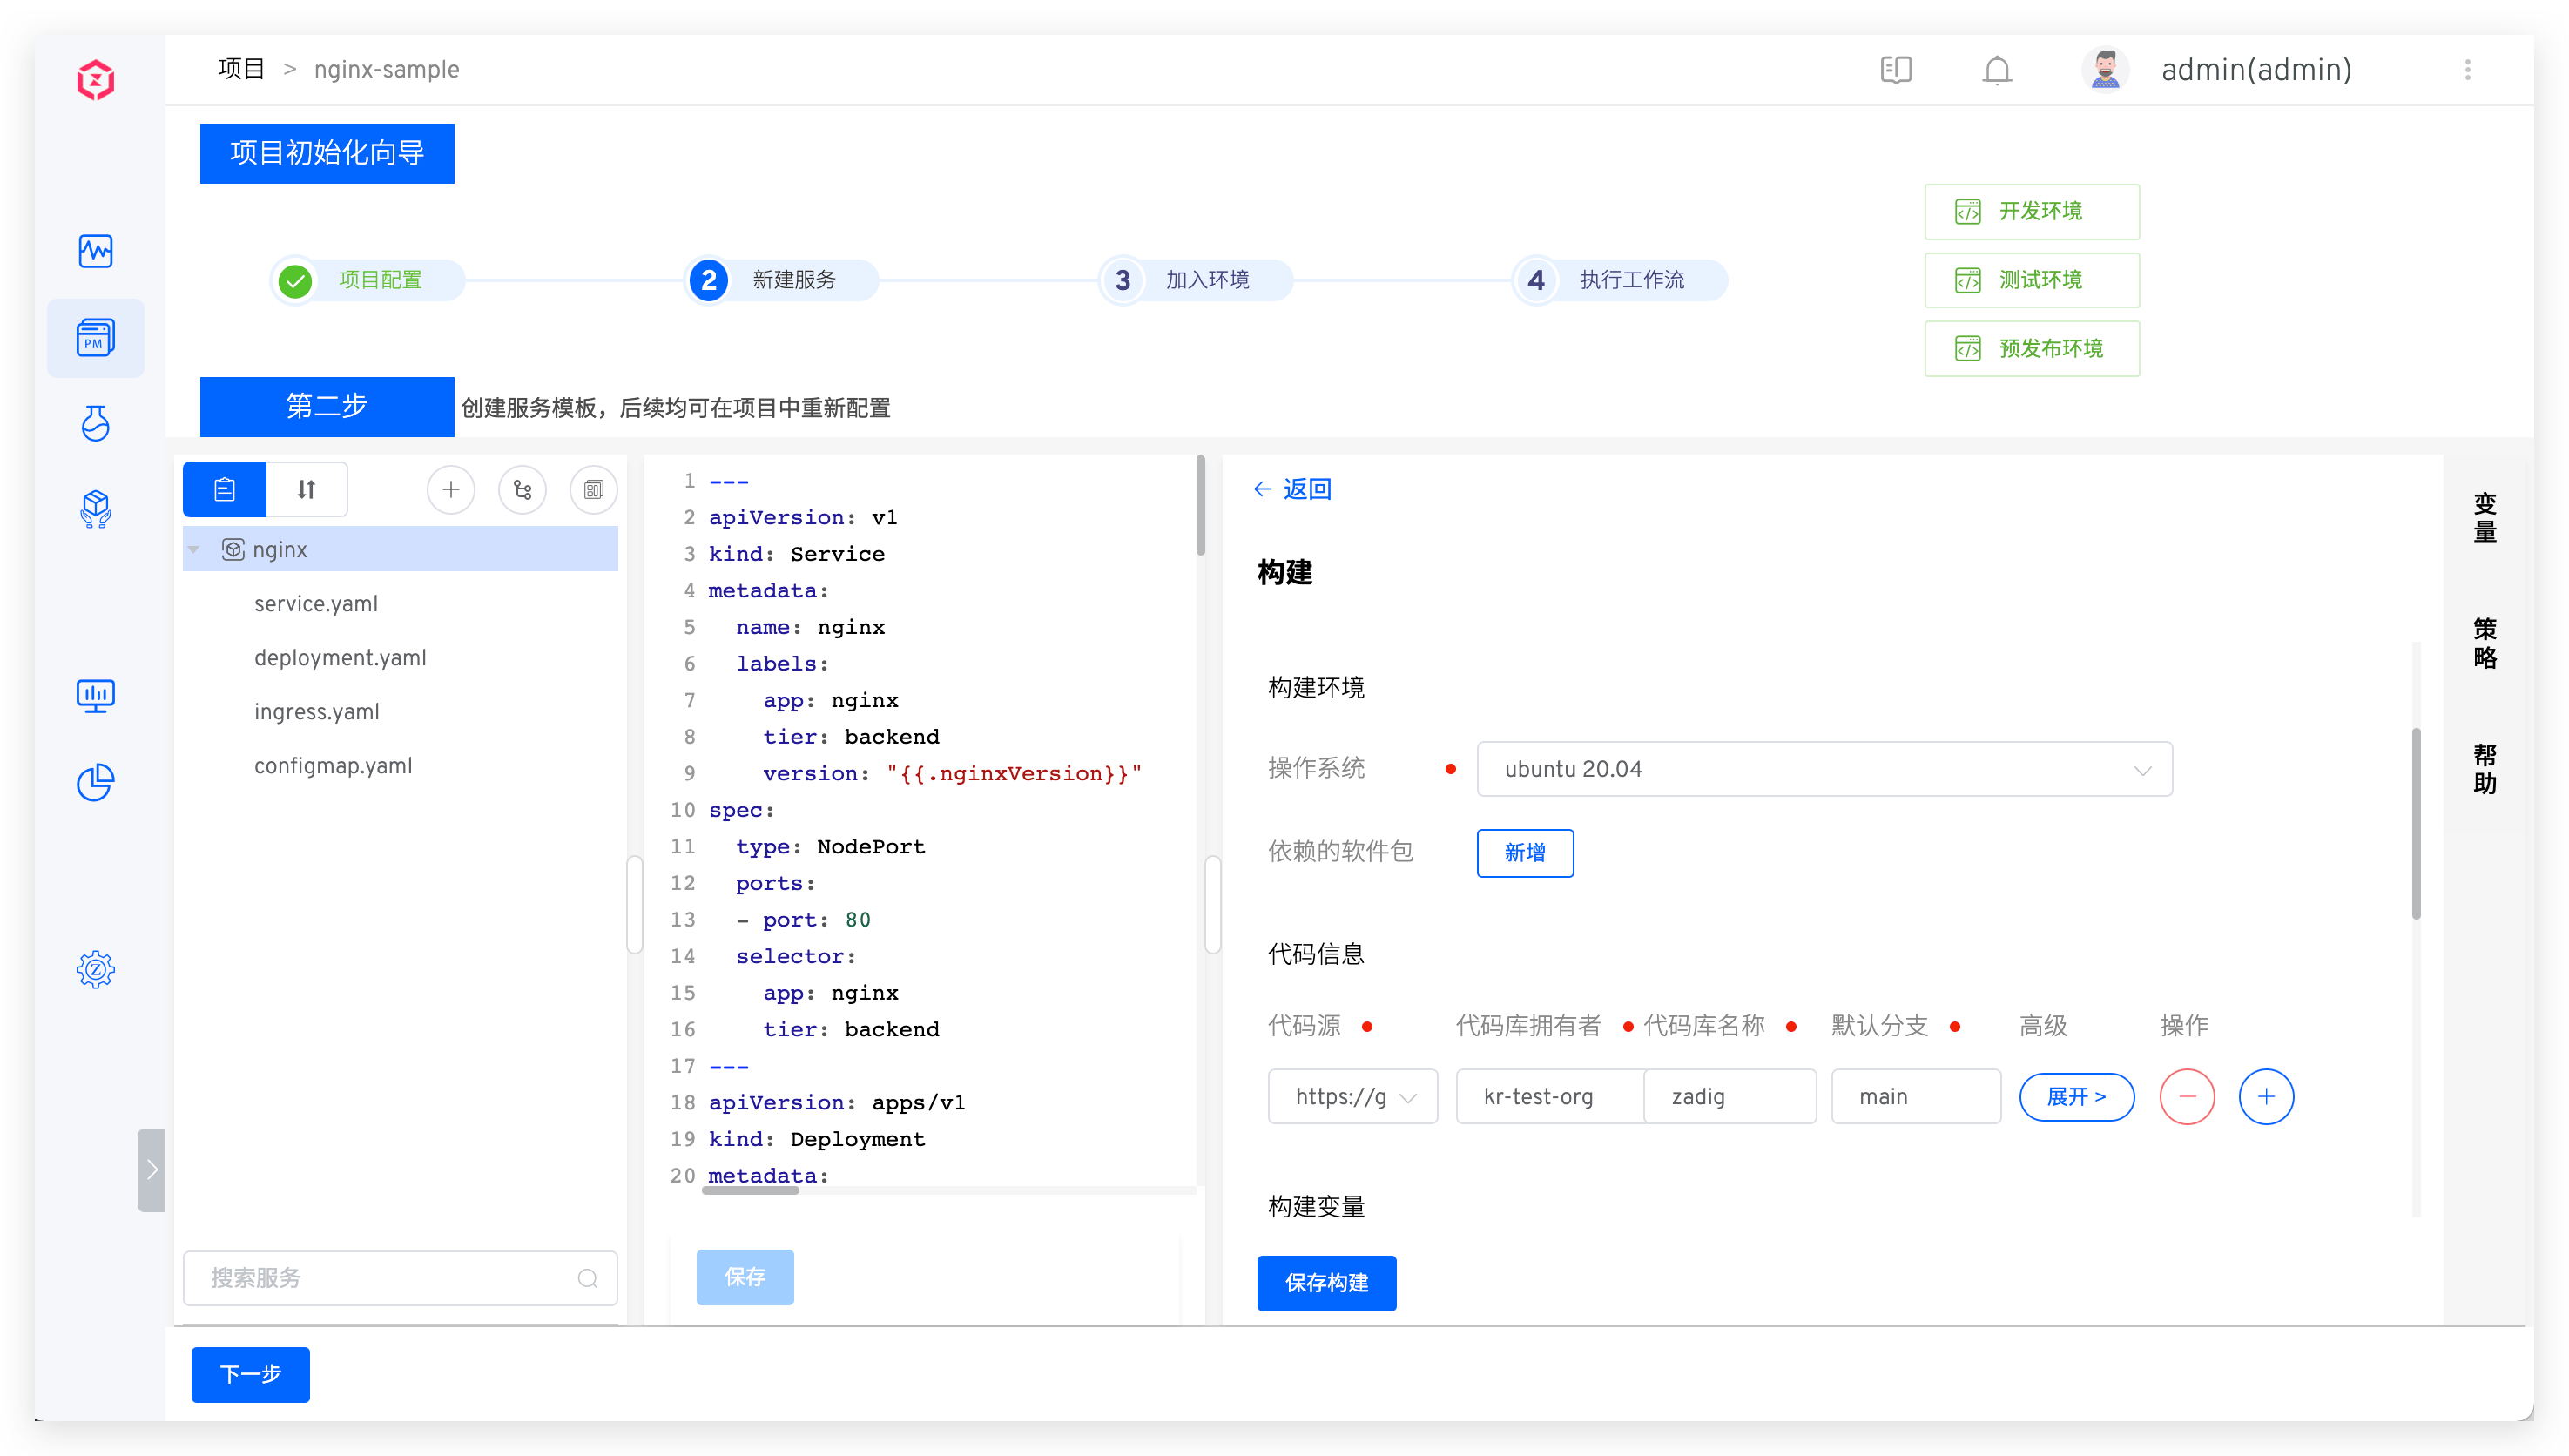 项目 > nginx-sample
admin(admin)
项目初始化向导
项目配置
2 新建服务
3 加入环境
4 执行工作流
开发环境
测试环境
预发布环境
PM
第二步 创建服务模板，后续均可在项目中重新配置
nginx
service.yaml
deployment.yaml
ingress.yaml
configmap.yaml
搜索服务
1 ---
2 apiVersion: v1
3 kind: Service
4 metadata:
5   name: nginx
6   labels:
7     app: nginx
8     tier: backend
9     version: "{{.nginxVersion}}"
10 spec:
11   type: NodePort
12   ports:
13   - port: 80
14   selector:
15     app: nginx
16     tier: backend
17 ---
18 apiVersion: apps/v1
19 kind: Deployment
20 metadata:
保存
← 返回
构建
构建环境
操作系统 ubuntu 20.04
依赖的软件包 新增
代码信息
代码源 代码库拥有者 代码库名称 默认分支 高级 操作
https://g kr-test-org zadig main 展开 >
构建变量
保存构建
变量
策略
帮助
下一步